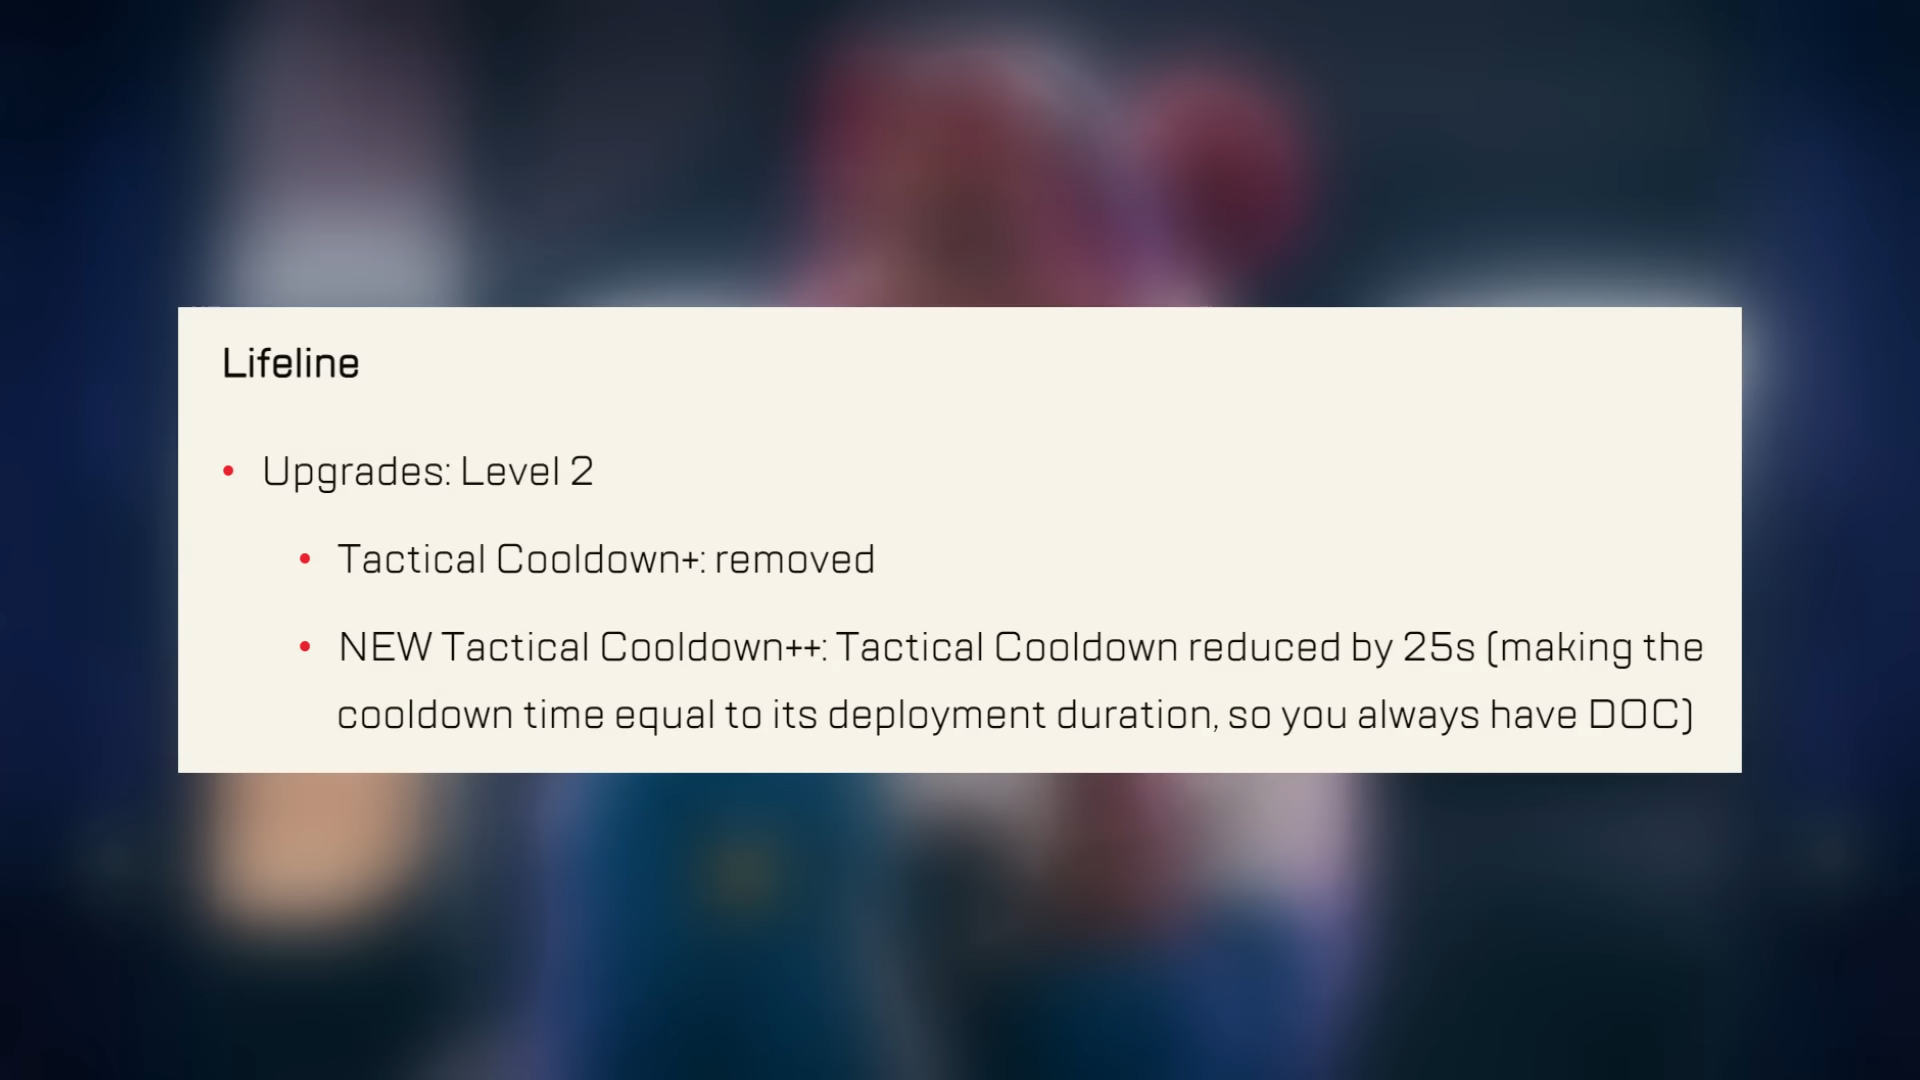 Lifeline
Upgrades: Level 2
Tactical Cooldown+: removed
NEW Tactical Cooldown++: Tactical Cooldown reduced by 25s (making the
cooldown time equal to its deployment duration, so you always have DOC)